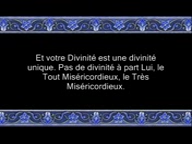 Et votre Divinité est une divinité
unique. Pas de divinité à part Lui, le
Tout Miséricordieux, le Très
Miséricordieux.